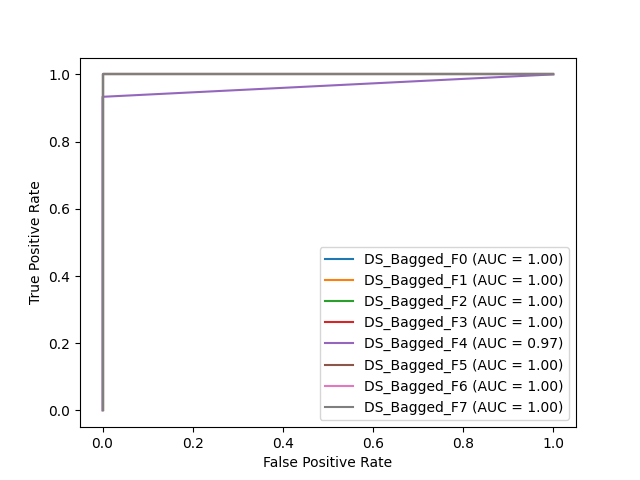 1.0
0.8
0.6
0.4
0.2
0.0
True Positive Rate
DS_Bagged_F0 (AUC = 1.00)
DS_Bagged_F1 (AUC = 1.00)
DS_Bagged_F2 (AUC = 1.00)
DS_Bagged_F3 (AUC = 1.00)
DS_Bagged_F4 (AUC = 0.97)
DS_Bagged_F5 (AUC = 1.00)
DS_Bagged_F6 (AUC = 1.00)
DS_Bagged_F7 (AUC = 1.00)
0.0 0.2 0.4 0.6 0.8 1.0
False Positive Rate